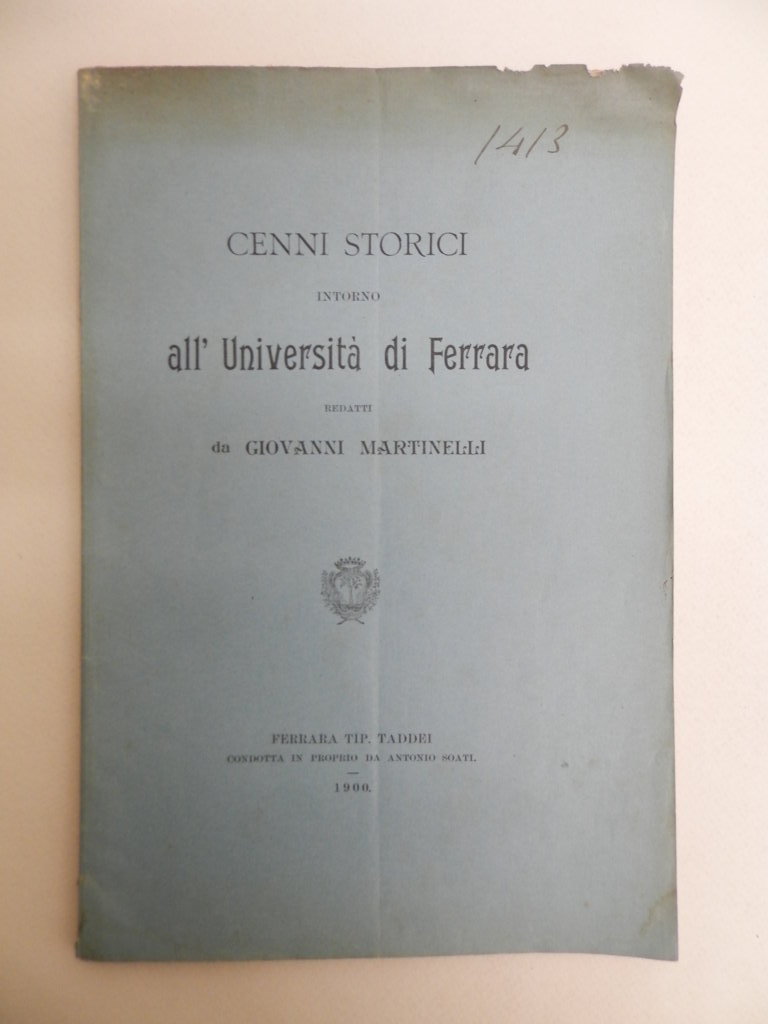 1413
CENNI STORICI
INTORNO
all' Università di Ferrara
REDATTI
da GIOVANNI MARTINELLI
FERRARA TIP. TADDEI
CONDOTTA IN PROPRIO DA ANTONIO SOATI.
1900.